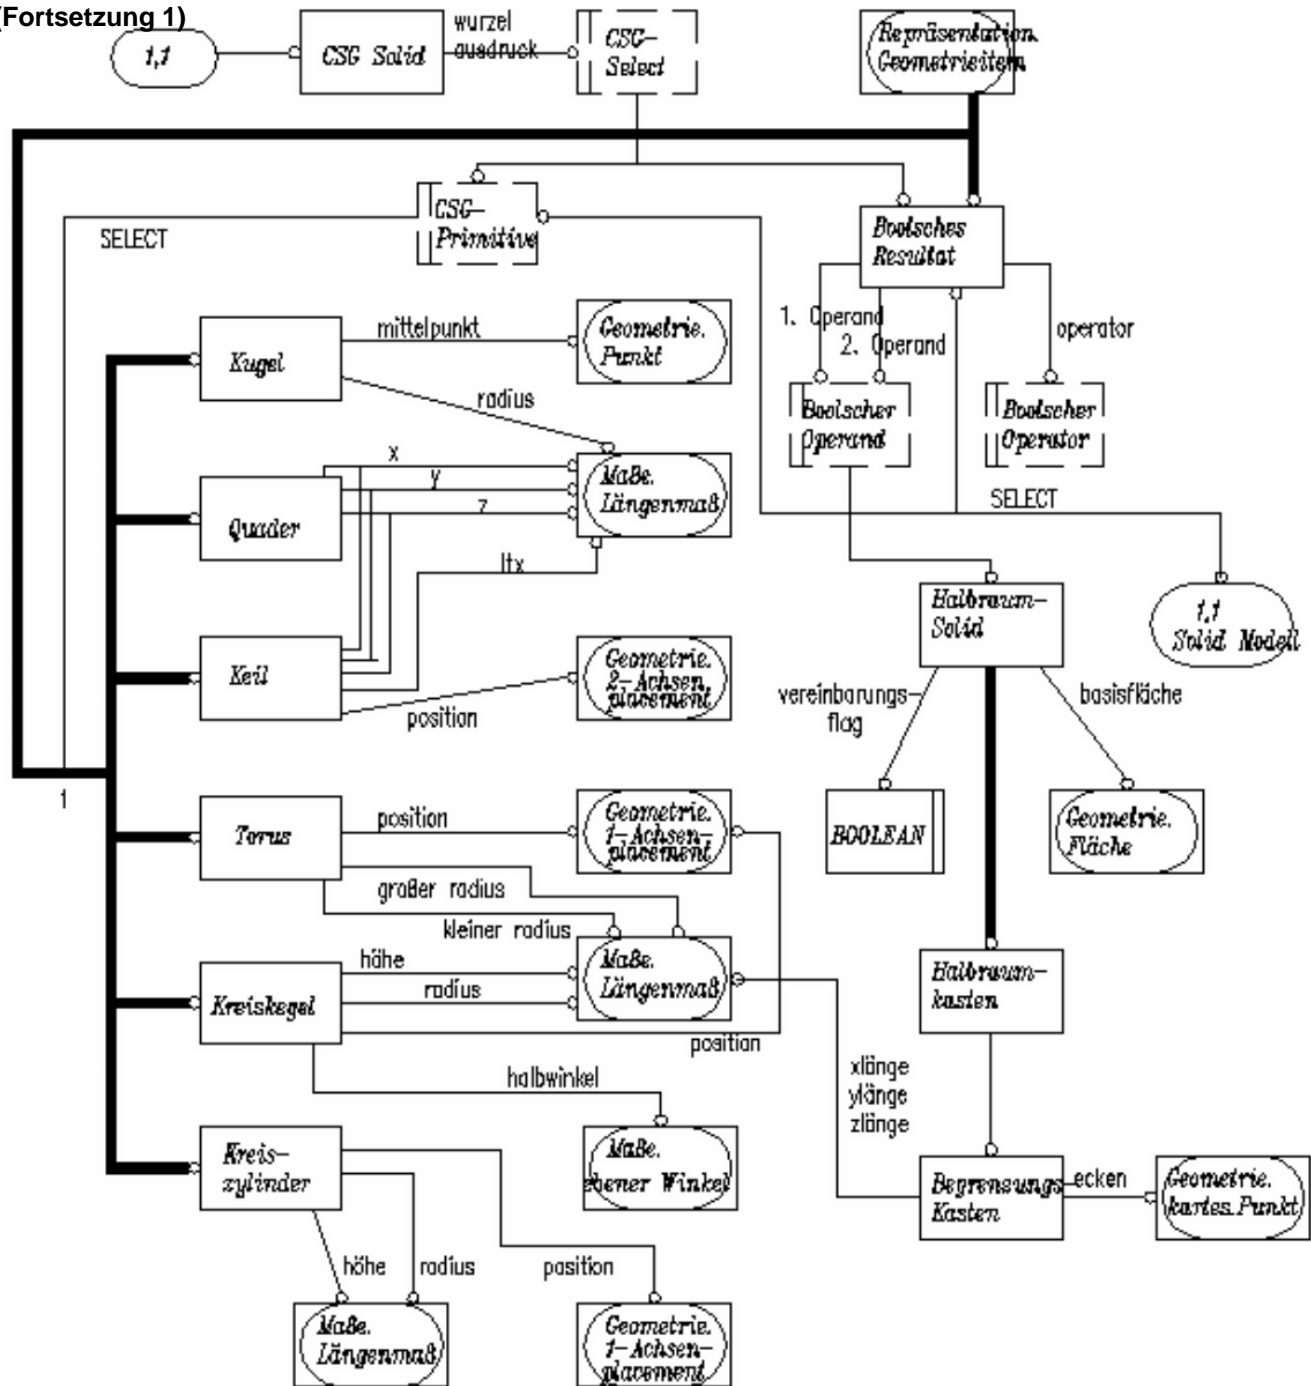 (Fortsetzung 1)
1,1
CSG Solid
wurzel
ausdruck
CSG-
Select
Repräsentation.
Geometrieitem
CSG-
Primitive
SELECT
Boolsches
Resultat
1. Operand
2. Operand
operator
Boolscher
Operand
Boolscher
Operator
Kugel
mittelpunkt
Geometrie.
Punkt
radius
Maße.
Längenmaß
Quader
x
y
z
ltx
SELECT
Keil
position
Geometrie.
2-Achsen
placement
Halbraum-
Solid
1,1
Solid Modell
vereinbarungs-
flag
basisfläche
1
Torus
position
Geometrie.
1-Achsen-
placement
großer radius
kleiner radius
BOOLEAN
Geometrie.
Fläche
Kreiskegel
höhe
radius
position
Maße.
Längenmaß
Halbraum-
kasten
halbwinkel
xlänge
ylänge
zlänge
Maße.
ebener Winkel
Kreis-
zylinder
Begrenzungs
Kasten
ecken
Geometrie.
kartes.Punkt
höhe
radius
position
Maße.
Längenmaß
Geometrie.
1-Achsen-
placement